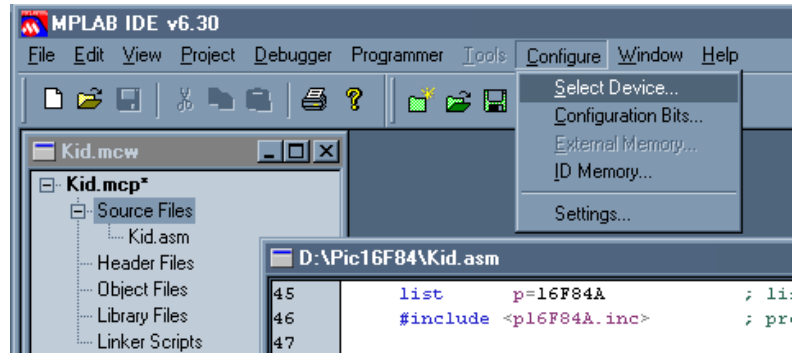 MPLAB IDE v6.30
File Edit View Project Debugger Programmer Tools Configure Window Help
Select Device...
Configuration Bits...
External Memory...
ID Memory...
Settings...
Kid.mcw
Kid.mcp*
Source Files
Kid.asm
Header Files
Object Files
Library Files
Linker Scripts
D:\Pic16F84\Kid.asm
45 list p=16F84A ; li
46 #include <p16F84A.inc> ; pr
47